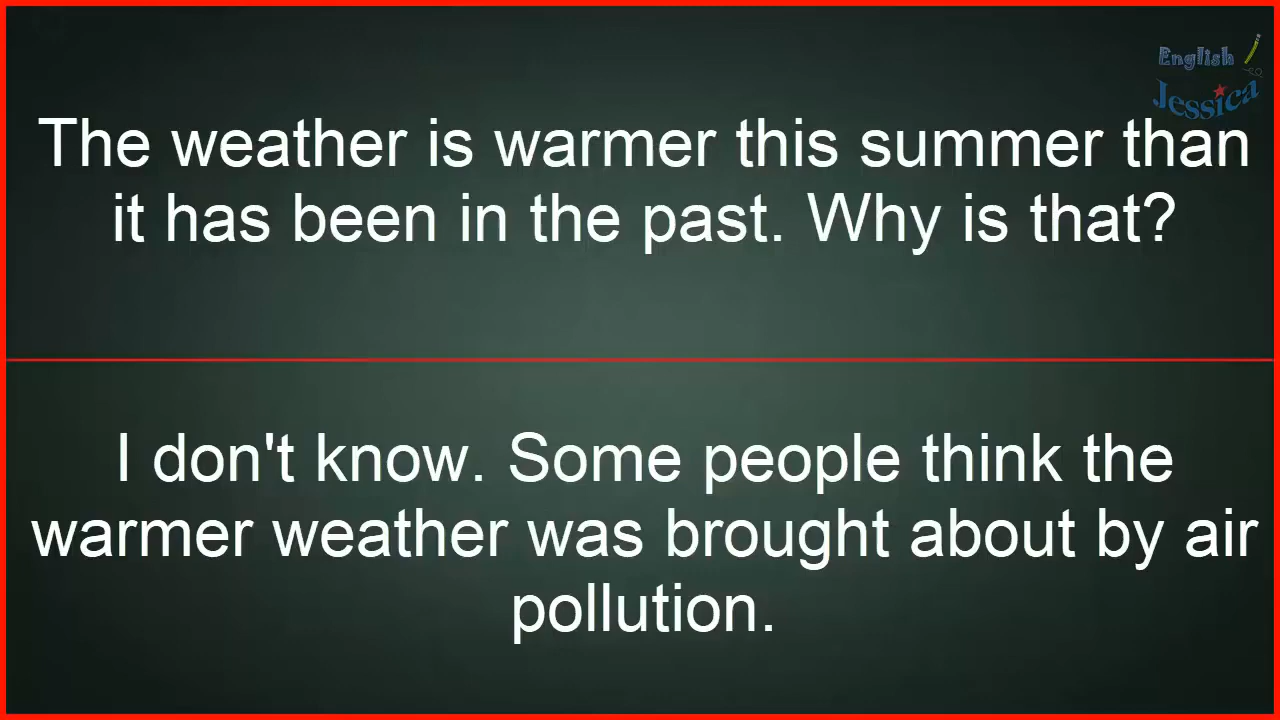 English
Jessica
The weather is warmer this summer than
it has been in the past. Why is that?
I don't know. Some people think the
warmer weather was brought about by air
pollution.